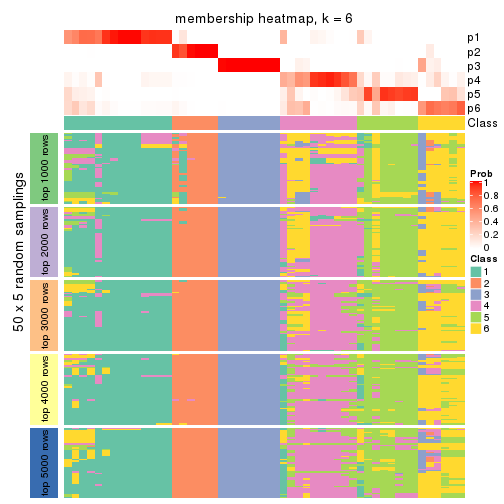 membership heatmap, k = 6
p1
p2
p3
p4
p5
p6
Class
50 x 5 random samplings
top 1000 rows
top 2000 rows
top 3000 rows
top 4000 rows
top 5000 rows
Prob
1
0.8
0.6
0.4
0.2
0
Class
1
2
3
4
5
6